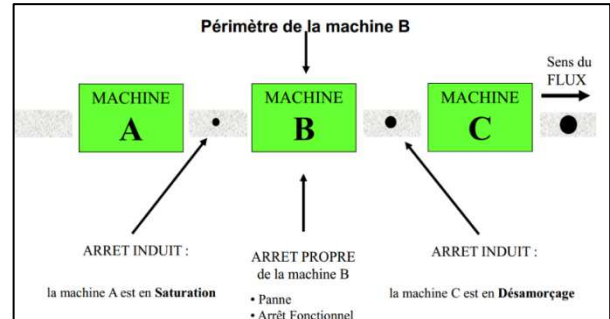 Périmètre de la machine B
Sens du
FLUX
MACHINE
A
MACHINE
B
MACHINE
C
ARRET INDUIT :
la machine A est en Saturation
ARRET PROPRE
de la machine B
• Panne
• Arrêt Fonctionnel
ARRET INDUIT :
la machine C est en Désamorçage